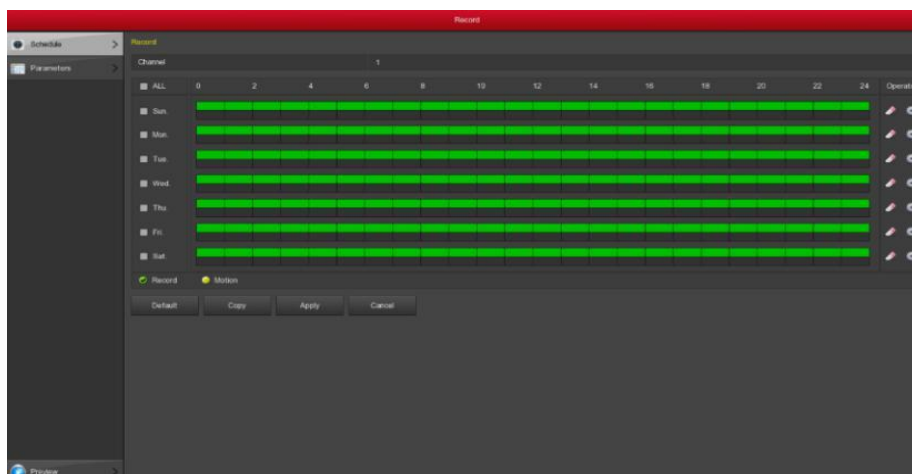 Record
Schedule
Parameters
Record
Channel 1
ALL 0 2 4 6 8 10 12 14 16 18 20 22 24 Operat
Sun.
Mon.
Tue.
Wed.
Thu.
Fri.
Sat.
Record Motion
Default Copy Apply Cancel
Preview